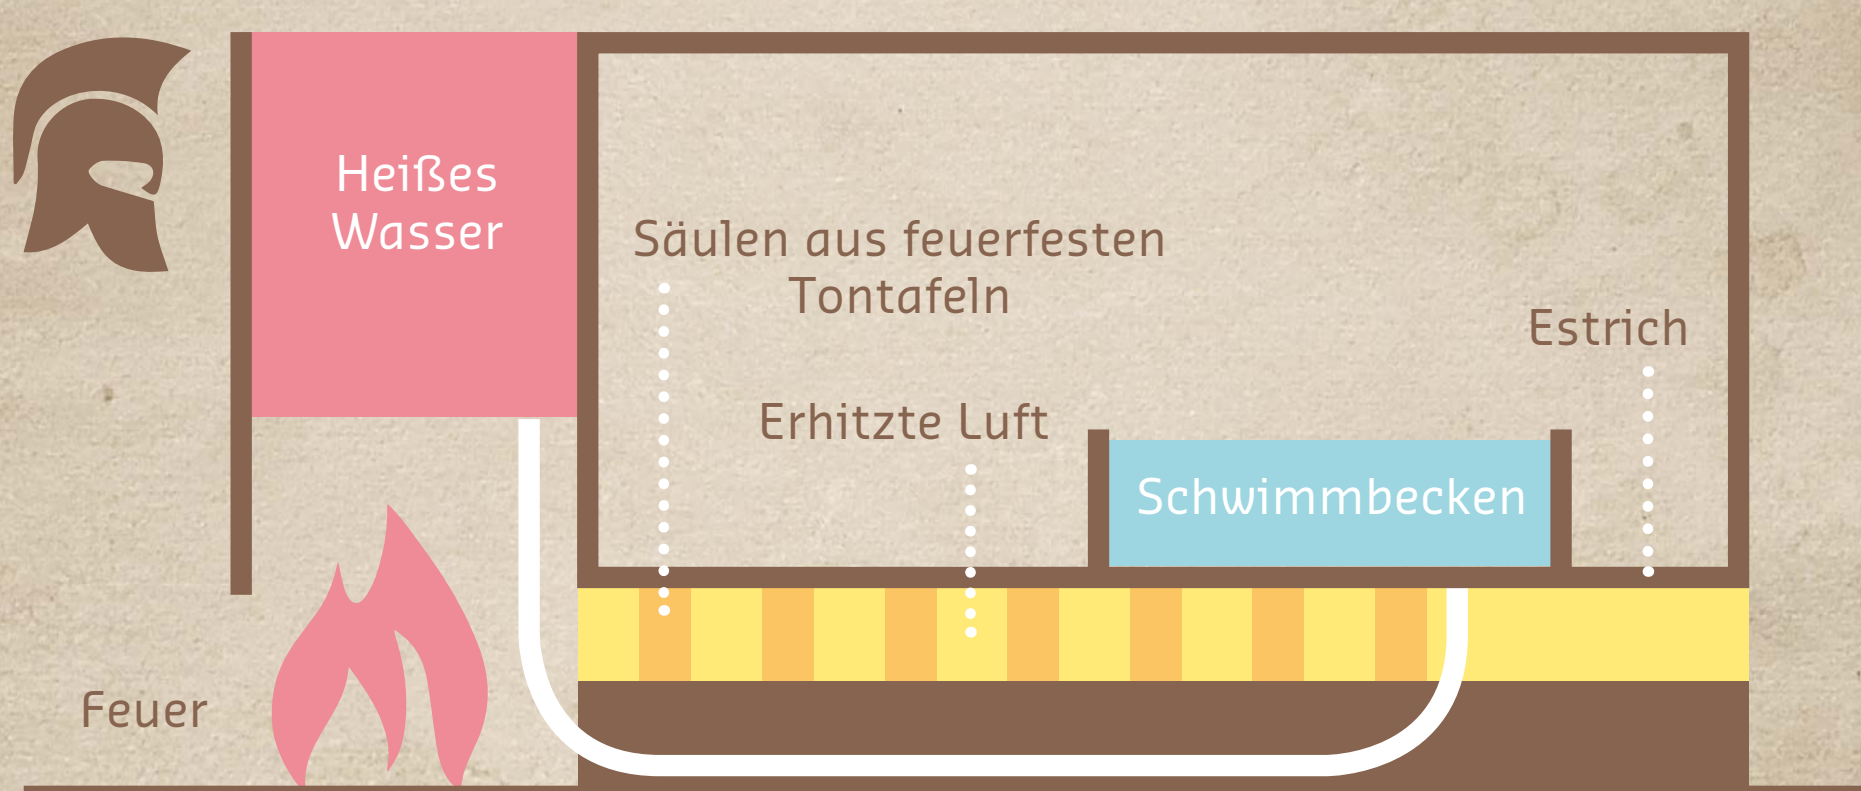 Heißes
Wasser
Säulen aus feuerfesten
Tontafeln
Estrich
Erhitzte Luft
Schwimmbecken
Feuer